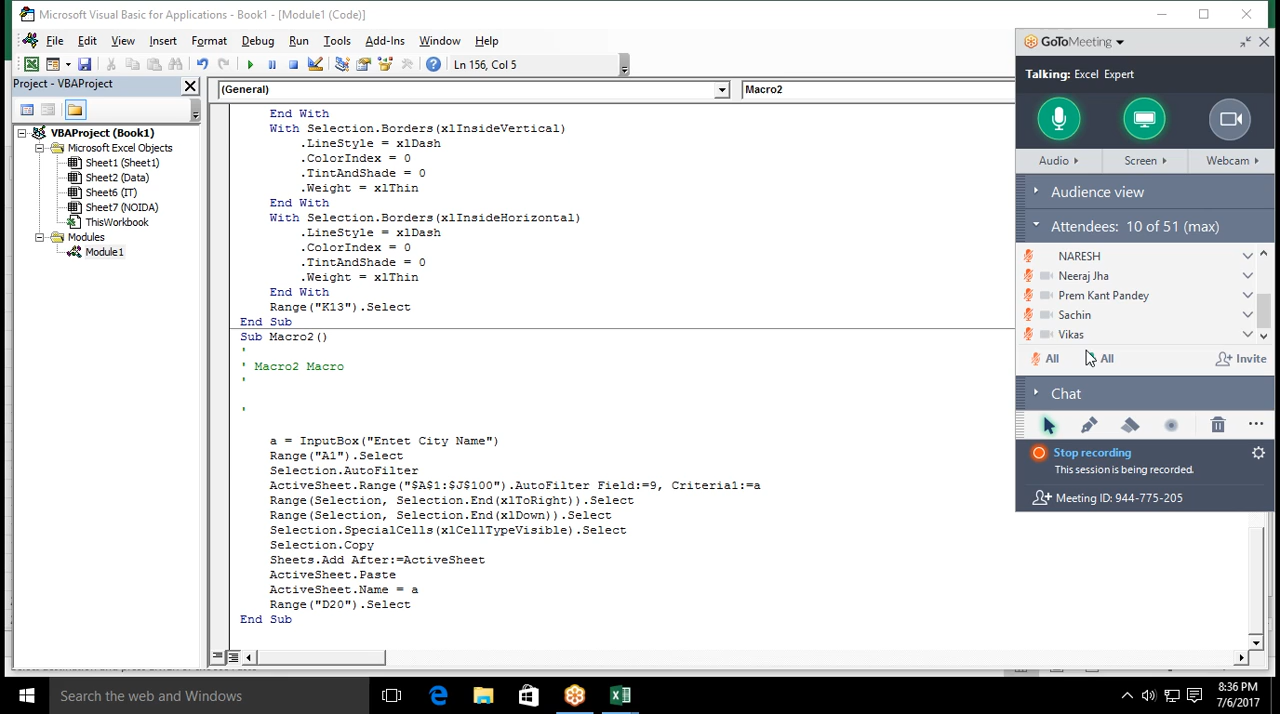 Microsoft Visual Basic for Applications - Book1 - [Module1 (Code)]
File Edit View Insert Format Debug Run Tools Add-Ins Window Help
Ln 156, Col 5
Project - VBAProject
(General)
Macro2
VBAProject (Book1)
Microsoft Excel Objects
Sheet1 (Sheet1)
Sheet2 (Data)
Sheet6 (IT)
Sheet7 (NOIDA)
ThisWorkbook
Modules
Module1
End With
With Selection.Borders(xlInsideVertical)
.LineStyle = xlDash
.ColorIndex = 0
.TintAndShade = 0
.Weight = xlThin
End With
With Selection.Borders(xlInsideHorizontal)
.LineStyle = xlDash
.ColorIndex = 0
.TintAndShade = 0
.Weight = xlThin
End With
Range("K13").Select
End Sub
Sub Macro2()
'
' Macro2 Macro
'
'
a = InputBox("Entet City Name")
Range("A1").Select
Selection.AutoFilter
ActiveSheet.Range("$A$1:$J$100").AutoFilter Field:=9, Criteria1:=a
Range(Selection, Selection.End(xlToRight)).Select
Range(Selection, Selection.End(xlDown)).Select
Selection.SpecialCells(xlCellTypeVisible).Select
Selection.Copy
Sheets.Add After:=ActiveSheet
ActiveSheet.Paste
ActiveSheet.Name = a
Range("D20").Select
End Sub
GoToMeeting
Talking: Excel Expert
Audio Screen Webcam
Audience view
Attendees: 10 of 51 (max)
NARESH
Neeraj Jha
Prem Kant Pandey
Sachin
Vikas
All All Invite
Chat
Stop recording
This session is being recorded.
Meeting ID: 944-775-205
Search the web and Windows
8:36 PM
7/6/2017